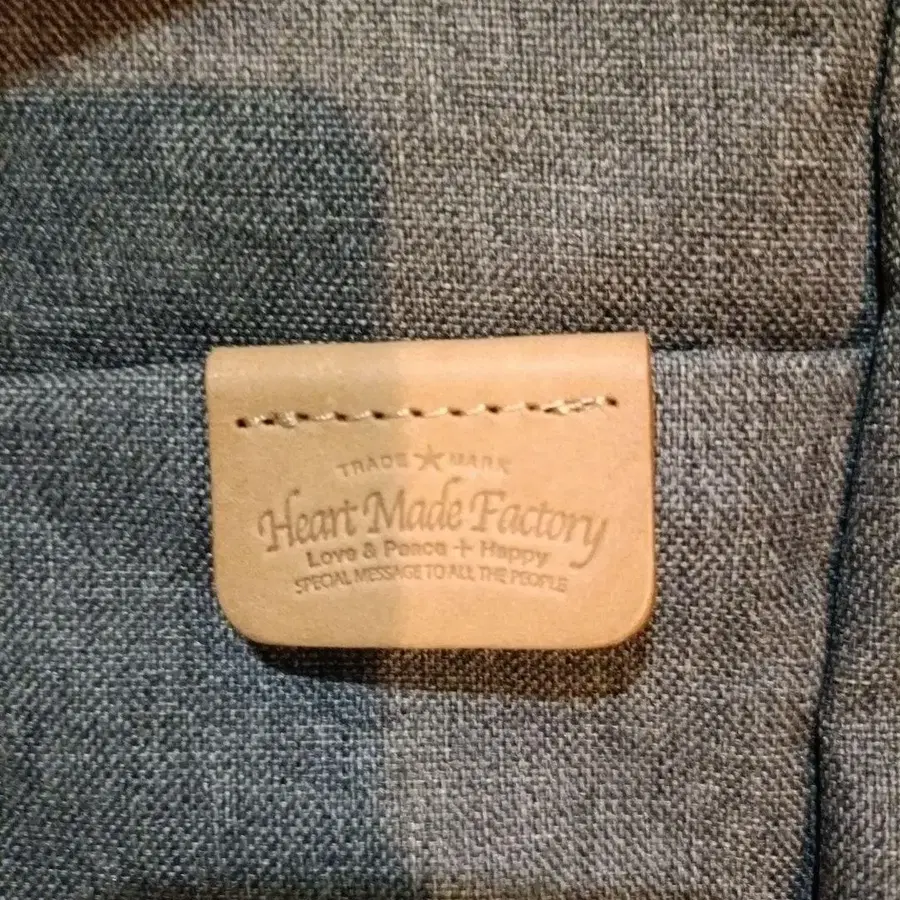 TRADE ★ MARK
Heart Made Factory
Love & Peace + Happy
SPECIAL MESSAGE TO ALL THE PEOPLE